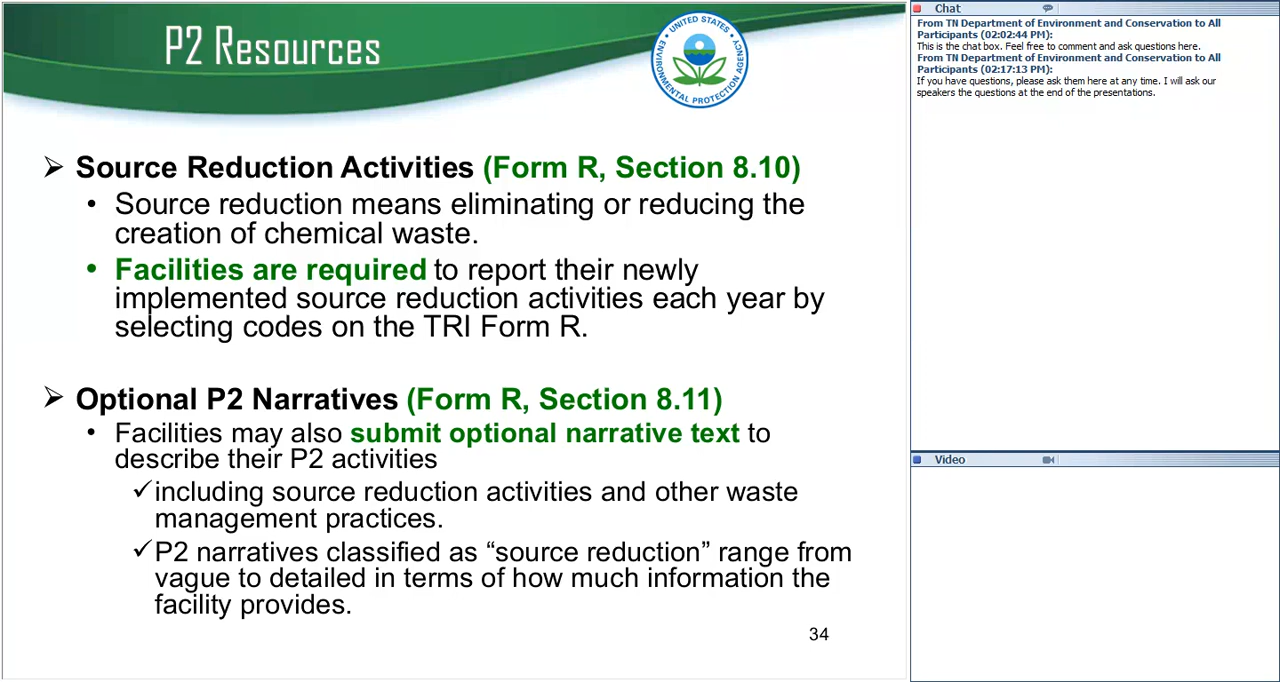 P2 Resources
UNITED STATES
ENVIRONMENTAL PROTECTION AGENCY
➢ Source Reduction Activities (Form R, Section 8.10)
• Source reduction means eliminating or reducing the
creation of chemical waste.
• Facilities are required to report their newly
implemented source reduction activities each year by
selecting codes on the TRI Form R.
➢ Optional P2 Narratives (Form R, Section 8.11)
• Facilities may also submit optional narrative text to
describe their P2 activities
✓including source reduction activities and other waste
management practices.
✓P2 narratives classified as “source reduction” range from
vague to detailed in terms of how much information the
facility provides.
34
Chat
From TN Department of Environment and Conservation to All
Participants (02:02:44 PM):
This is the chat box. Feel free to comment and ask questions here.
From TN Department of Environment and Conservation to All
Participants (02:17:13 PM):
If you have questions, please ask them here at any time. I will ask our
speakers the questions at the end of the presentations.
Video